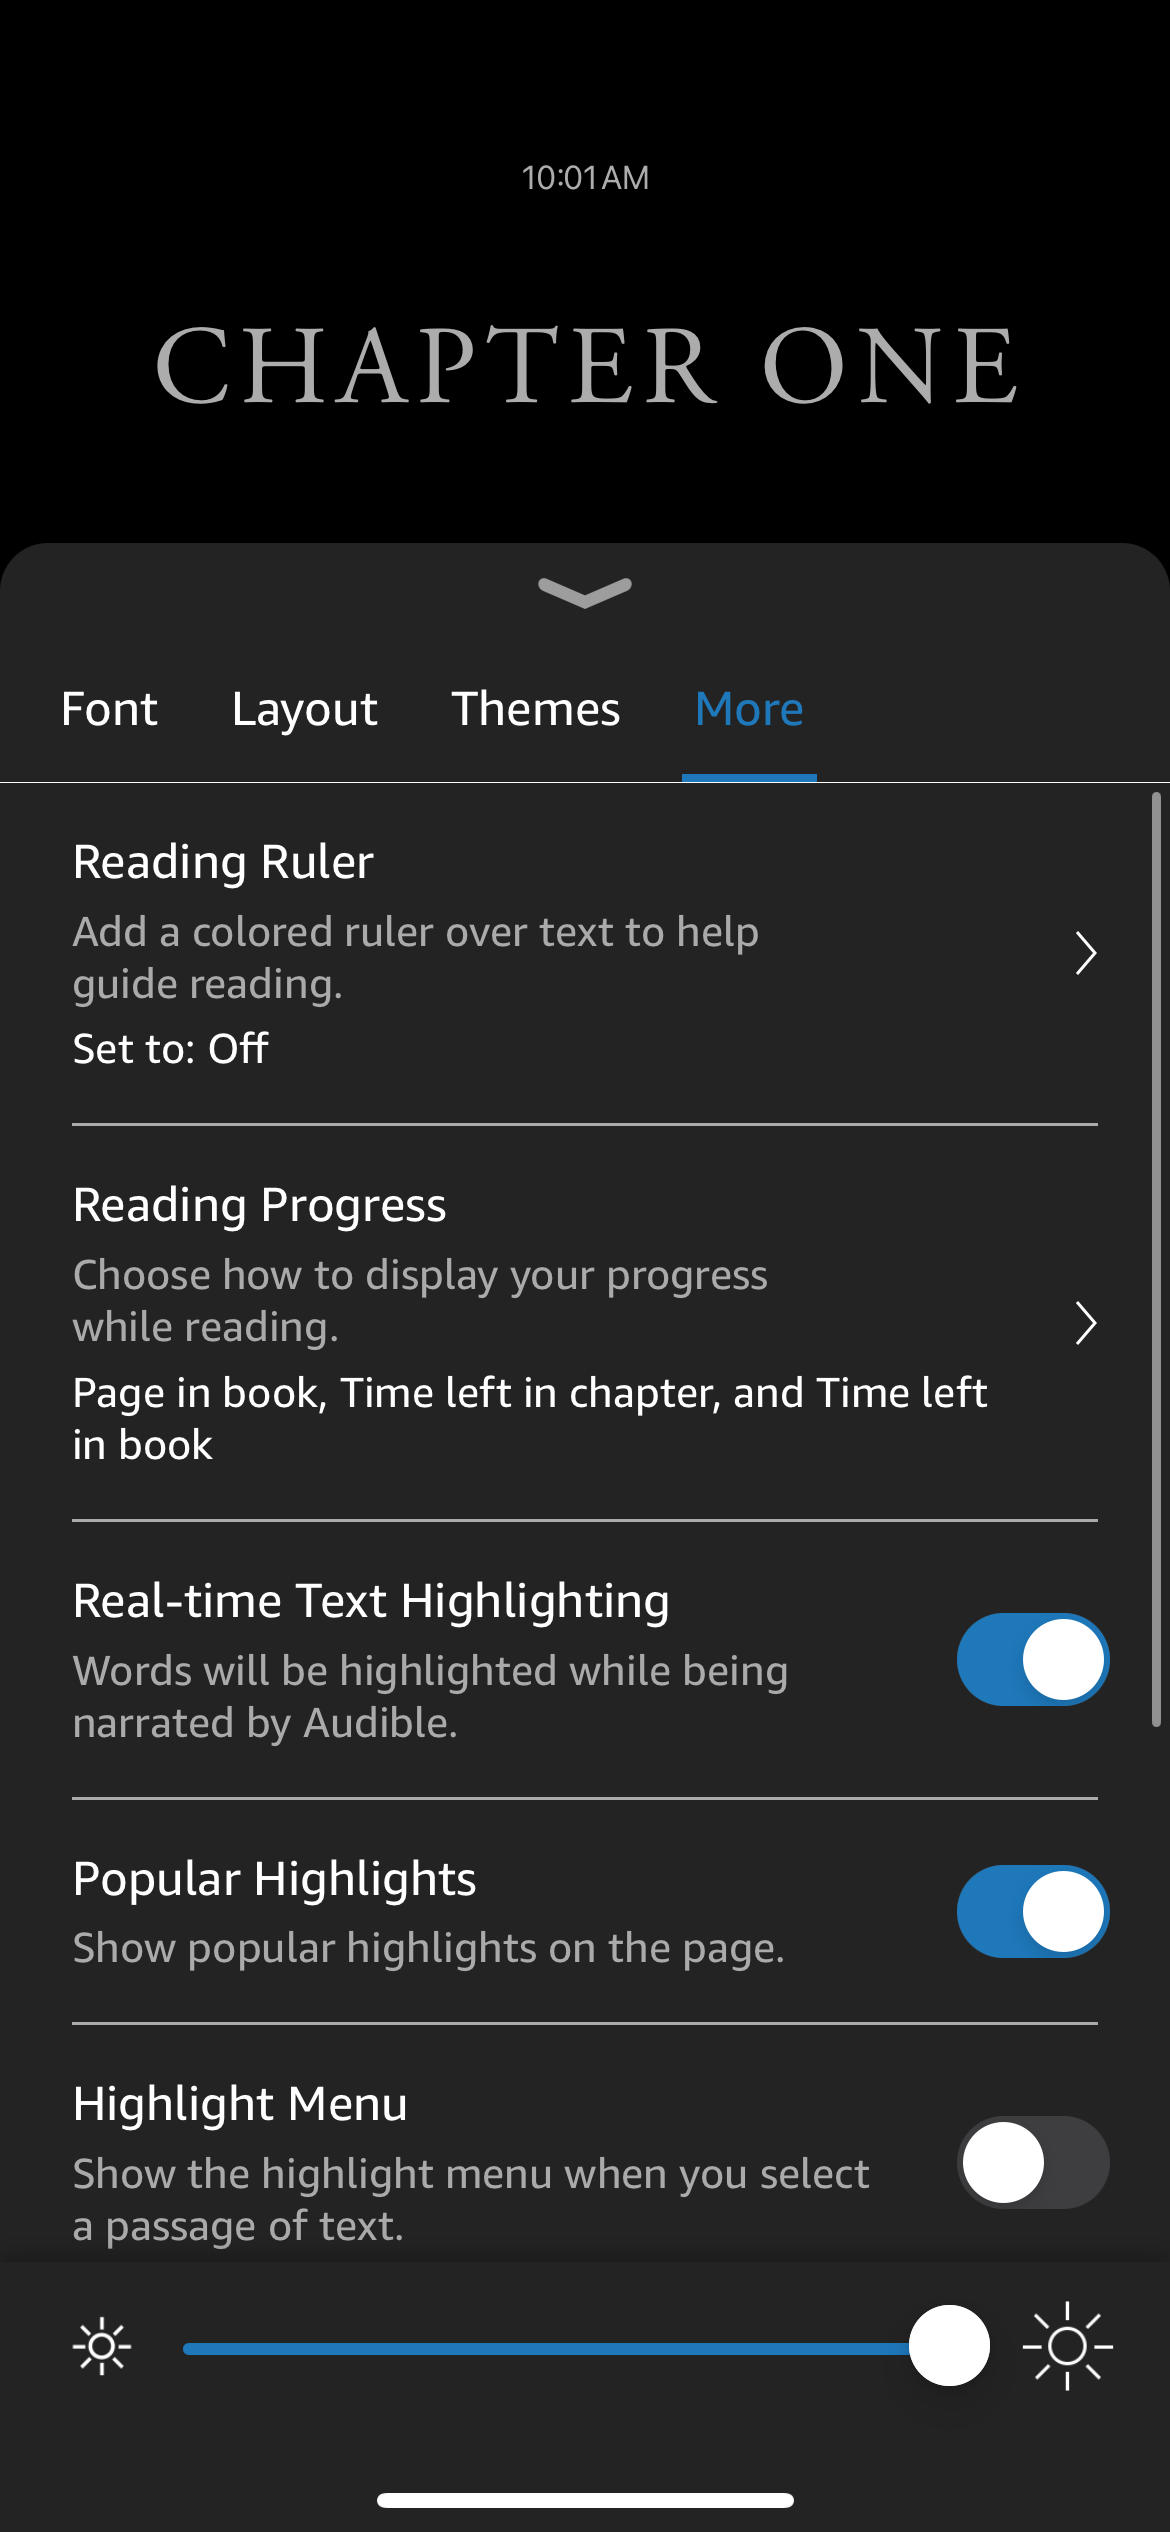 10:01 AM
CHAPTER ONE
Font Layout Themes More
Reading Ruler
Add a colored ruler over text to help
guide reading.
Set to: Off
Reading Progress
Choose how to display your progress
while reading.
Page in book, Time left in chapter, and Time left
in book
Real-time Text Highlighting
Words will be highlighted while being
narrated by Audible.
Popular Highlights
Show popular highlights on the page.
Highlight Menu
Show the highlight menu when you select
a passage of text.